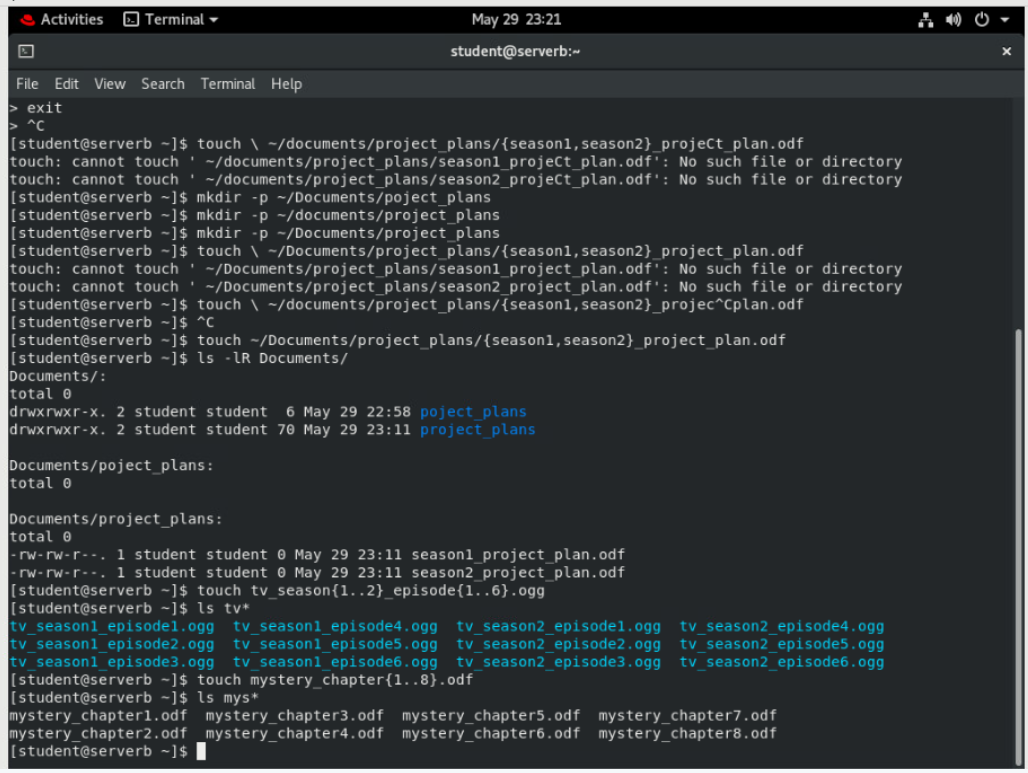 Activities Terminal May 29 23:21
student@serverb:~ ×
File Edit View Search Terminal Help
> exit
> ^C
[student@serverb ~]$ touch \ ~/documents/project_plans/{season1,season2}_projeCt_plan.odf
touch: cannot touch ' ~/documents/project_plans/season1_projeCt_plan.odf': No such file or directory
touch: cannot touch ' ~/documents/project_plans/season2_projeCt_plan.odf': No such file or directory
[student@serverb ~]$ mkdir -p ~/Documents/poject_plans
[student@serverb ~]$ mkdir -p ~/documents/project_plans
[student@serverb ~]$ mkdir -p ~/Documents/project_plans
[student@serverb ~]$ touch \ ~/Documents/project_plans/{season1,season2}_project_plan.odf
touch: cannot touch ' ~/Documents/project_plans/season1_project_plan.odf': No such file or directory
touch: cannot touch ' ~/Documents/project_plans/season2_project_plan.odf': No such file or directory
[student@serverb ~]$ touch \ ~/documents/project_plans/{season1,season2}_projec^Cplan.odf
[student@serverb ~]$ ^C
[student@serverb ~]$ touch ~/Documents/project_plans/{season1,season2}_project_plan.odf
[student@serverb ~]$ ls -lR Documents/
Documents/:
total 0
drwxrwxr-x. 2 student student  6 May 29 22:58 poject_plans
drwxrwxr-x. 2 student student 70 May 29 23:11 project_plans
Documents/poject_plans:
total 0
Documents/project_plans:
total 0
-rw-rw-r--. 1 student student 0 May 29 23:11 season1_project_plan.odf
-rw-rw-r--. 1 student student 0 May 29 23:11 season2_project_plan.odf
[student@serverb ~]$ touch tv_season{1..2}_episode{1..6}.ogg
[student@serverb ~]$ ls tv*
tv_season1_episode1.ogg  tv_season1_episode4.ogg  tv_season2_episode1.ogg  tv_season2_episode4.ogg
tv_season1_episode2.ogg  tv_season1_episode5.ogg  tv_season2_episode2.ogg  tv_season2_episode5.ogg
tv_season1_episode3.ogg  tv_season1_episode6.ogg  tv_season2_episode3.ogg  tv_season2_episode6.ogg
[student@serverb ~]$ touch mystery_chapter{1..8}.odf
[student@serverb ~]$ ls mys*
mystery_chapter1.odf  mystery_chapter3.odf  mystery_chapter5.odf  mystery_chapter7.odf
mystery_chapter2.odf  mystery_chapter4.odf  mystery_chapter6.odf  mystery_chapter8.odf
[student@serverb ~]$